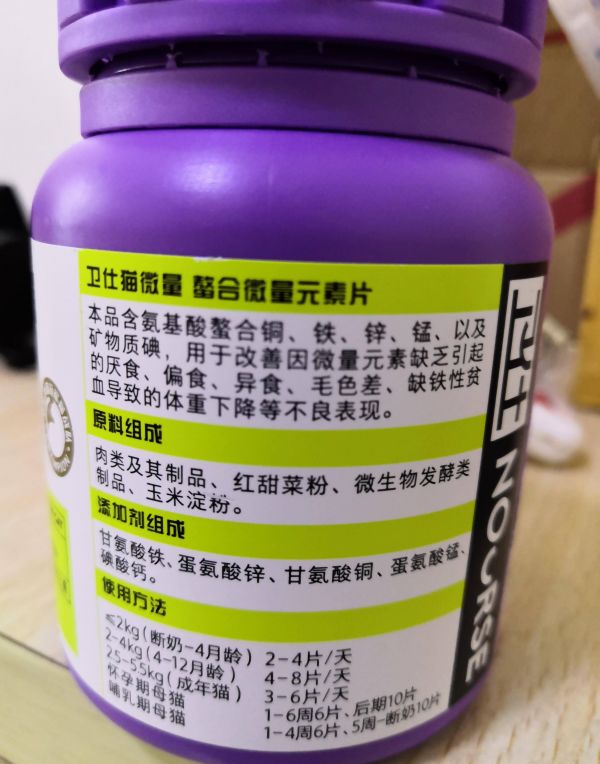 卫仕猫微量 螯合微量元素片
本品含氨基酸螯合铜、铁、锌、锰、以及
矿物质碘，用于改善因微量元素缺乏引起
的厌食、偏食、异食、毛色差、缺铁性贫
血导致的体重下降等不良表现。
原料组成
肉类及其制品、红甜菜粉、微生物发酵类
制品、玉米淀粉。
添加剂组成
甘氨酸铁、蛋氨酸锌、甘氨酸铜、蛋氨酸锰、
碘酸钙。
使用方法
≤2kg(断奶-4月龄) 2-4片/天
2-4kg(4-12月龄) 4-8片/天
2.5-5.5kg(成年猫) 3-6片/天
怀孕期母猫 1-6周6片、后期10片
哺乳期母猫 1-4周6片、5周-断奶10片
卫仕 NOURSE